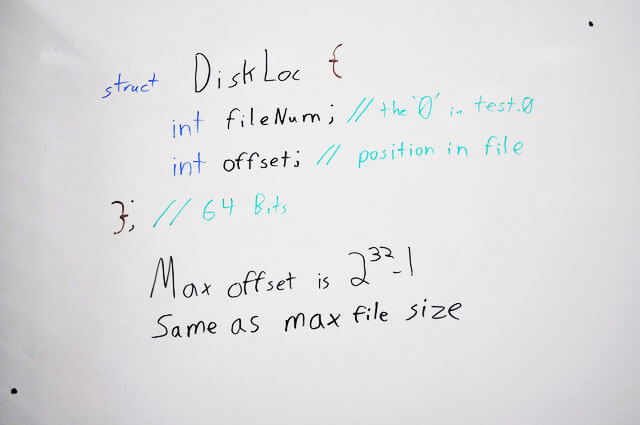 struct DiskLoc {
int fileNum; // the '0' in test.0
int offset; // position in file
}; // 64 Bits
Max offset is 2^32-1
Same as max file size